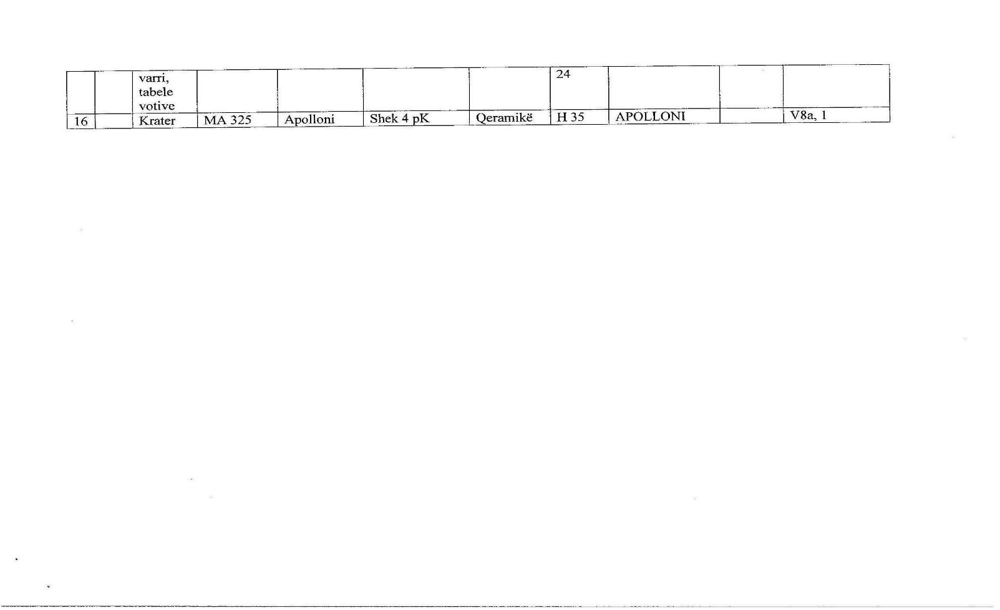 varri, 24
tabele
votive
16 Krater MA 325 Apolloni Shek 4 pK Qeramikë H 35 APOLLONI V8a, 1